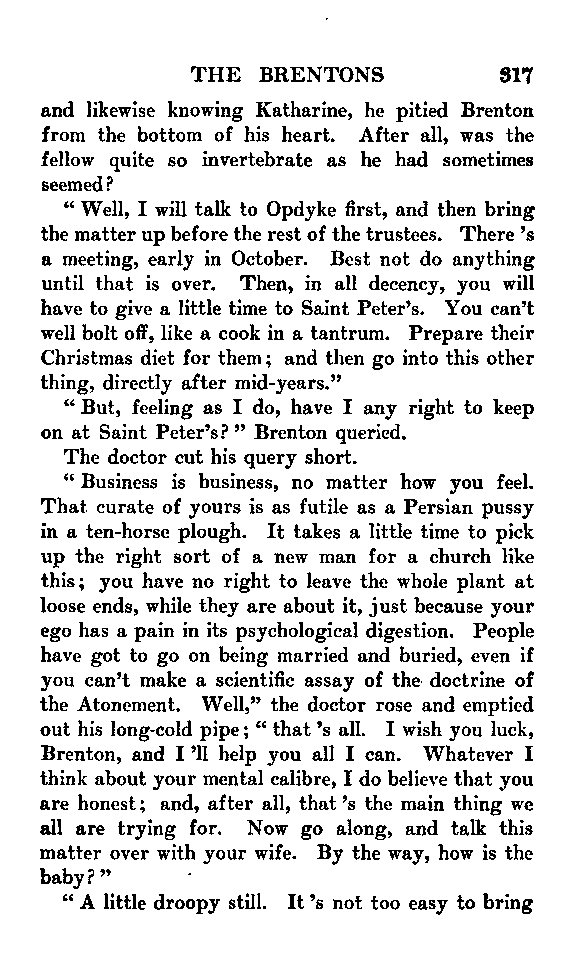 THE BRENTONS 317
and likewise knowing Katharine, he pitied Brenton
from the bottom of his heart. After all, was the
fellow quite so invertebrate as he had sometimes
seemed?
“ Well, I will talk to Opdyke first, and then bring
the matter up before the rest of the trustees. There 's
a meeting, early in October. Best not do anything
until that is over. Then, in all decency, you will
have to give a little time to Saint Peter's. You can't
well bolt off, like a cook in a tantrum. Prepare their
Christmas diet for them; and then go into this other
thing, directly after mid-years.”
“ But, feeling as I do, have I any right to keep
on at Saint Peter's? ” Brenton queried.
The doctor cut his query short.
“ Business is business, no matter how you feel.
That curate of yours is as futile as a Persian pussy
in a ten-horse plough. It takes a little time to pick
up the right sort of a new man for a church like
this; you have no right to leave the whole plant at
loose ends, while they are about it, just because your
ego has a pain in its psychological digestion. People
have got to go on being married and buried, even if
you can't make a scientific assay of the doctrine of
the Atonement. Well,” the doctor rose and emptied
out his long-cold pipe; “ that 's all. I wish you luck,
Brenton, and I 'll help you all I can. Whatever I
think about your mental calibre, I do believe that you
are honest; and, after all, that 's the main thing we
all are trying for. Now go along, and talk this
matter over with your wife. By the way, how is the
baby? ”
“ A little droopy still. It 's not too easy to bring